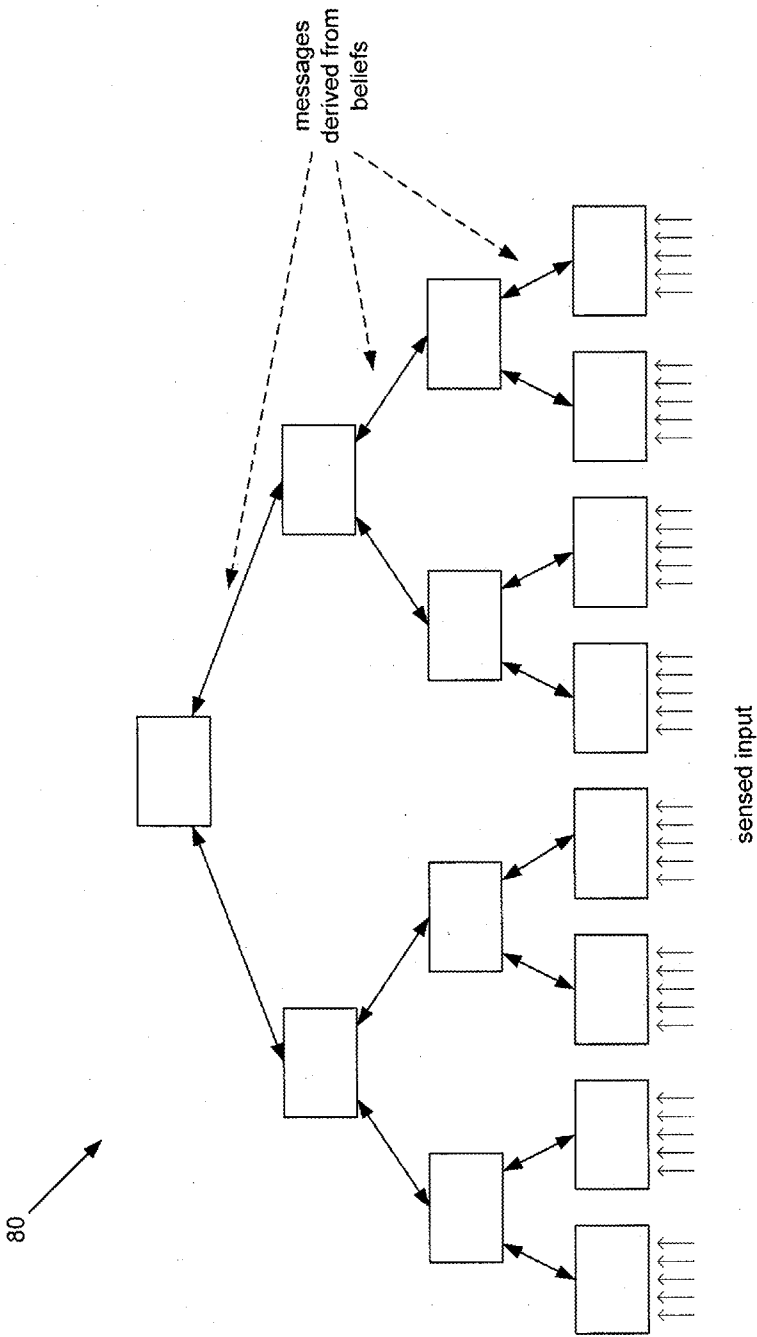 80
messages
derived from
beliefs
sensed input